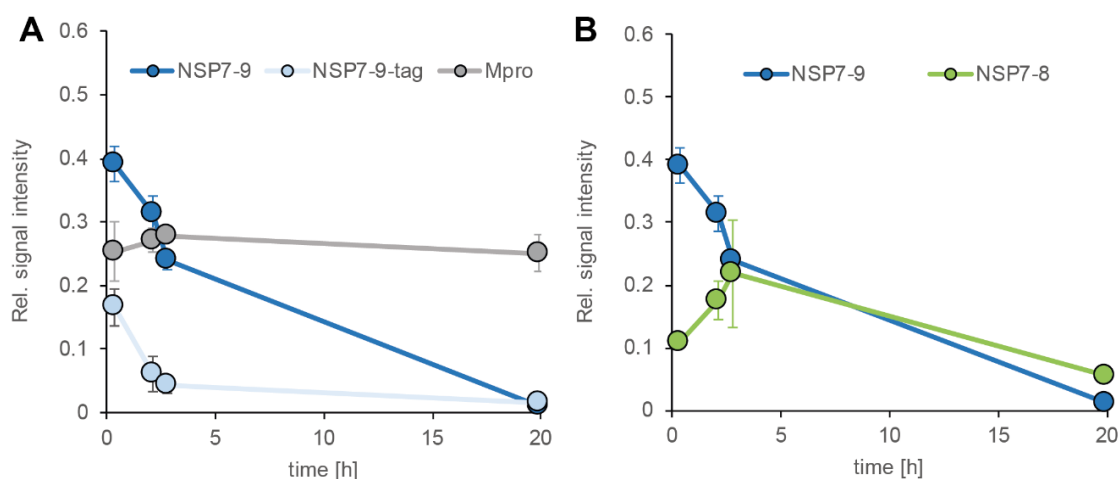 A
B
NSP7-9 NSP7-9-tag Mpro
NSP7-9 NSP7-8
Rel. signal intensity
0.6
0.5
0.4
0.3
0.2
0.1
0
0 5 10 15 20
time [h]
Rel. signal intensity
0.6
0.5
0.4
0.3
0.2
0.1
0
0 5 10 15 20
time [h]